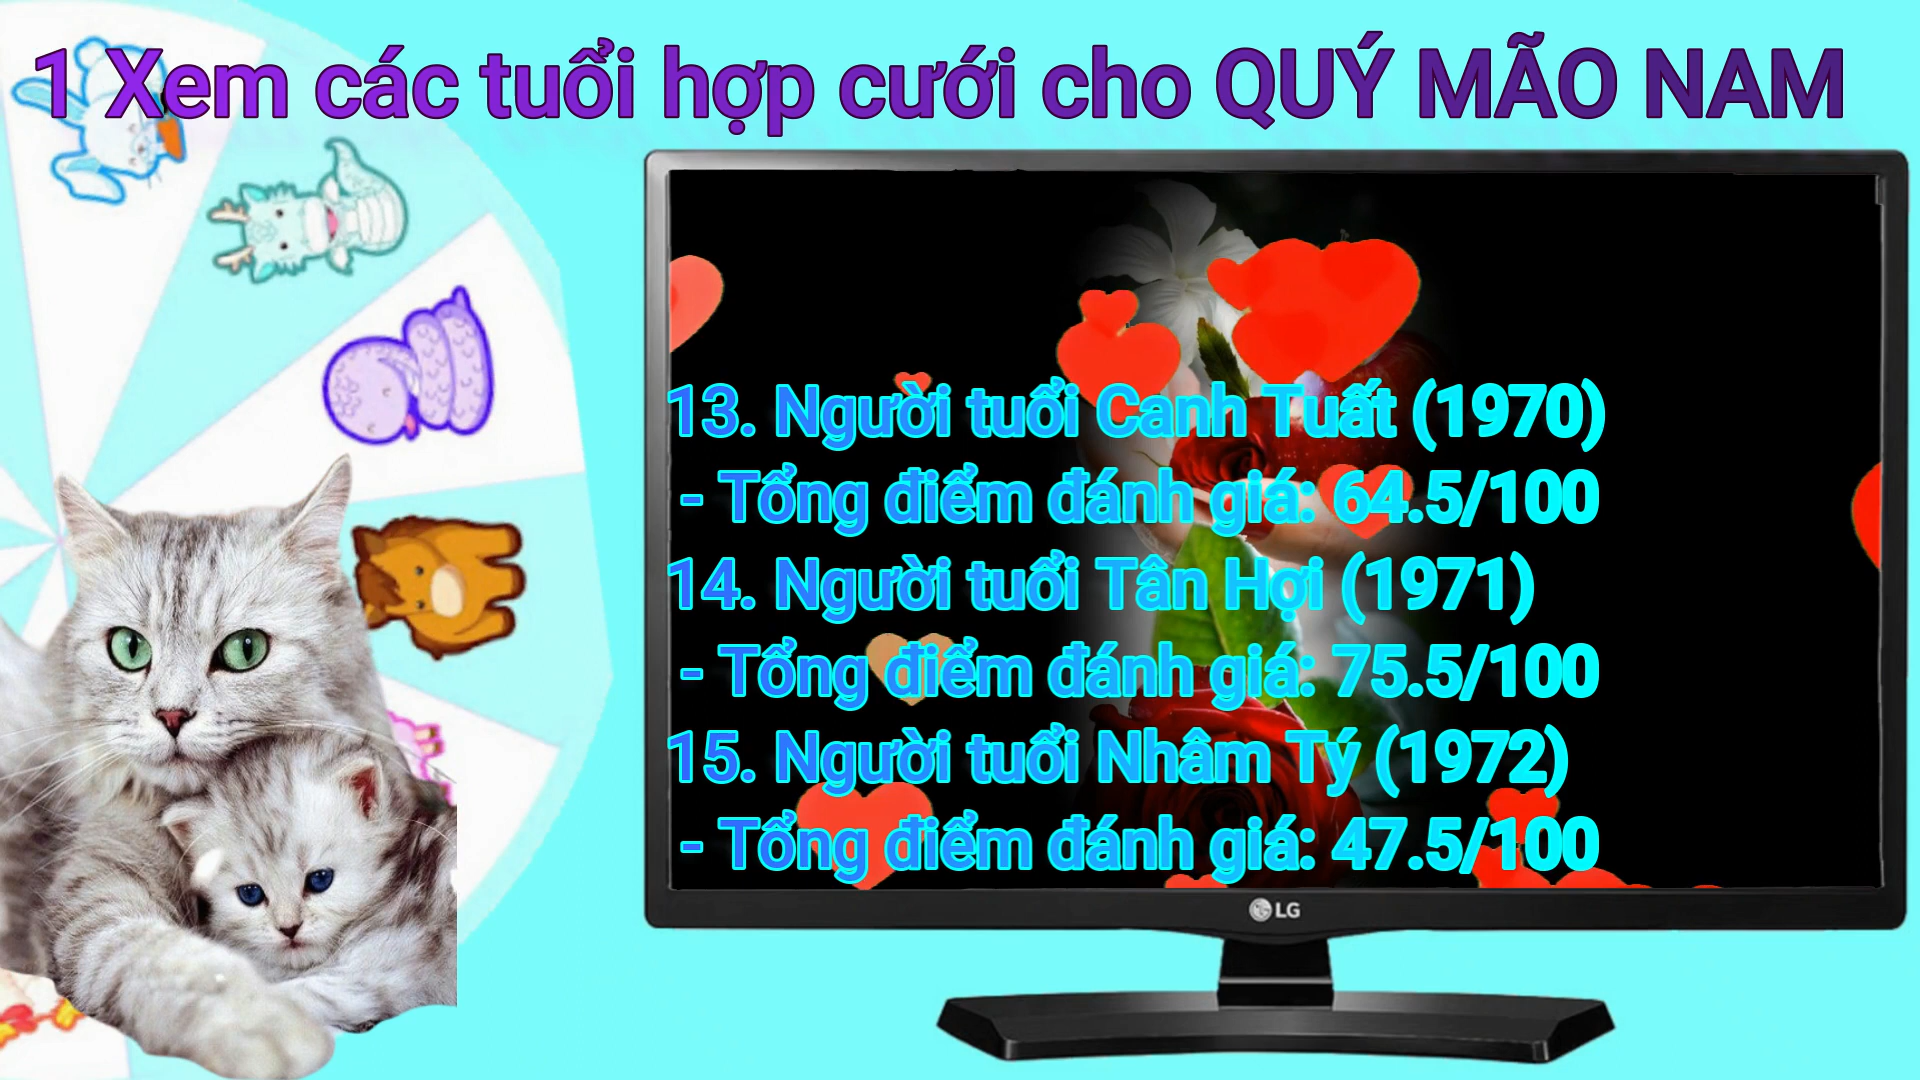 1 Xem các tuổi hợp cưới cho QUÝ MÃO NAM
13. Người tuổi Canh Tuất (1970)
- Tổng điểm đánh giá: 64.5/100
14. Người tuổi Tân Hợi (1971)
- Tổng điểm đánh giá: 75.5/100
15. Người tuổi Nhâm Tý (1972)
- Tổng điểm đánh giá: 47.5/100
LG